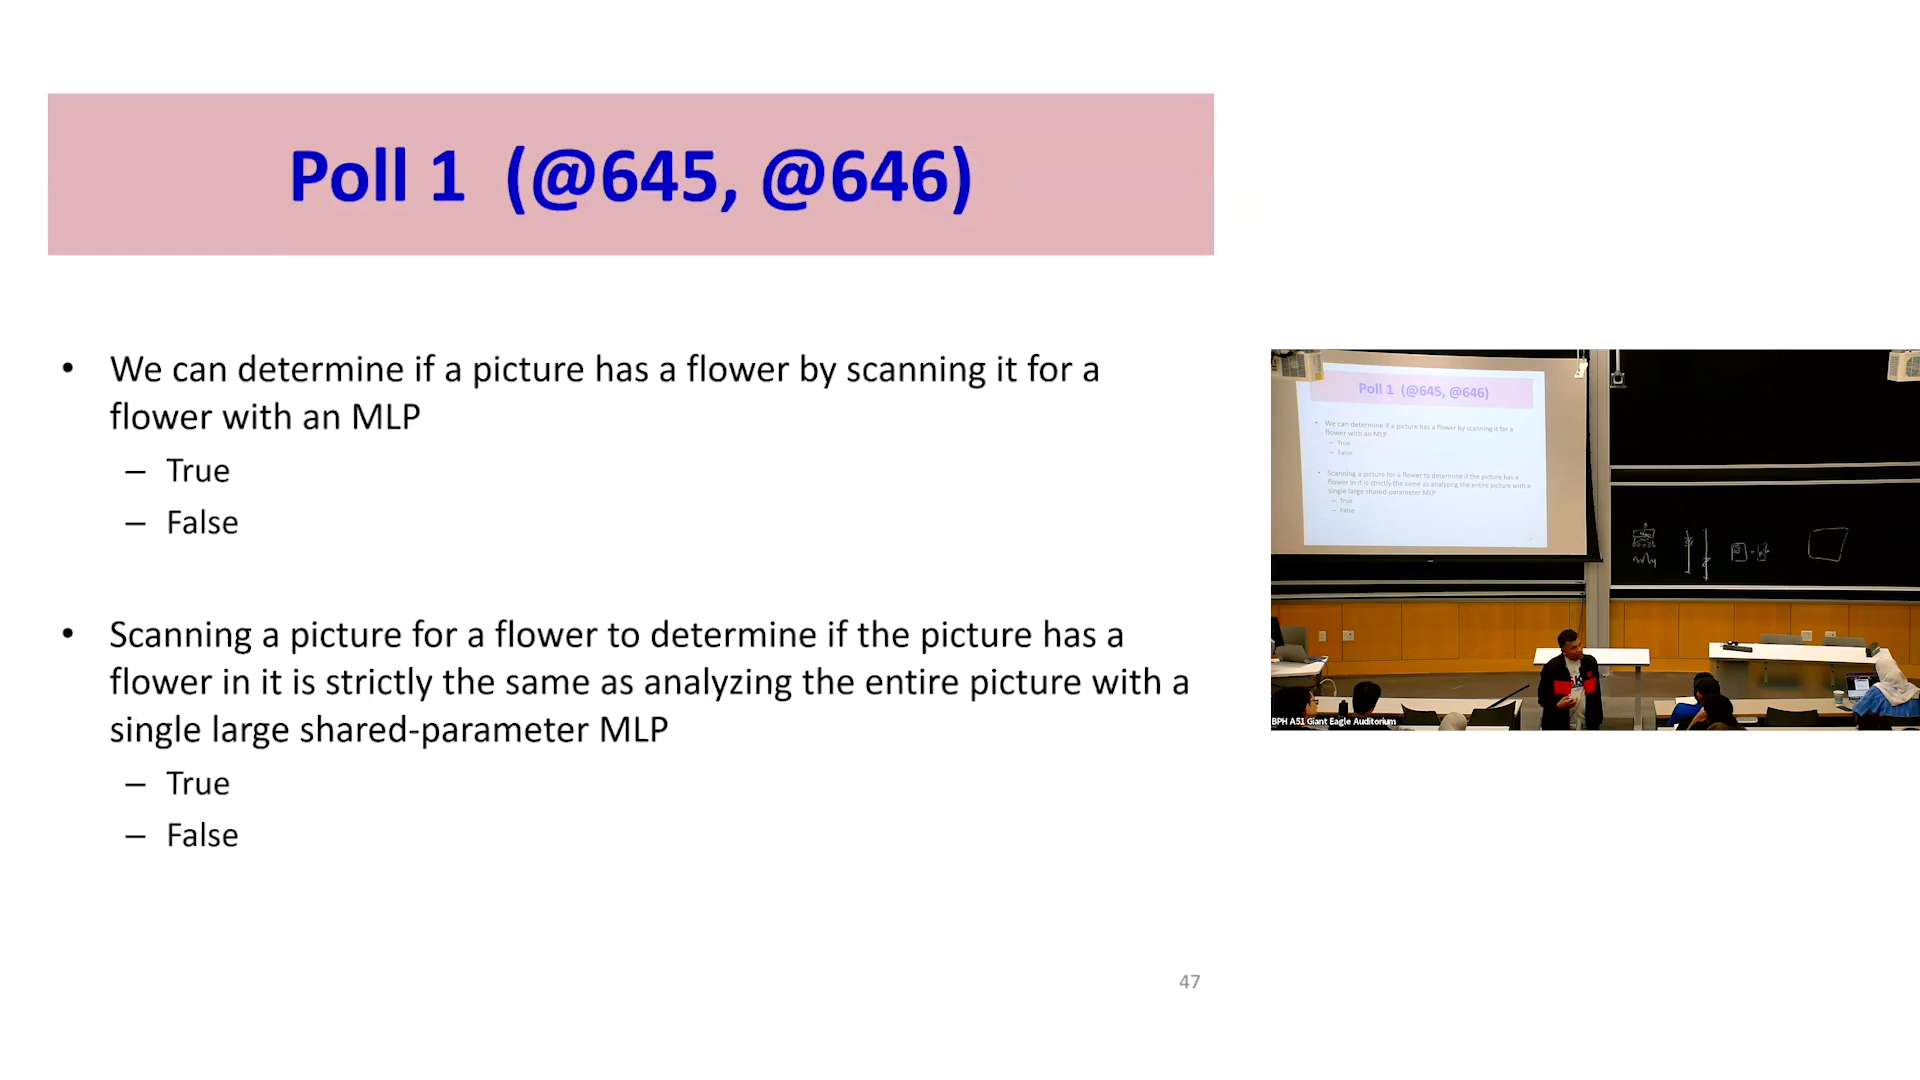 Poll 1 (@645, @646)
• We can determine if a picture has a flower by scanning it for a
flower with an MLP
– True
– False
• Scanning a picture for a flower to determine if the picture has a
flower in it is strictly the same as analyzing the entire picture with a
single large shared-parameter MLP
– True
– False
47
Poll 1 (@645, @646)
• We can determine if a picture has a flower by scanning it for a
flower with an MLP
– True
– False
• Scanning a picture for a flower to determine if the picture has a
flower in it is strictly the same as analyzing the entire picture with a
single large shared-parameter MLP
– True
– False
BPH A51 Giant Eagle Auditorium